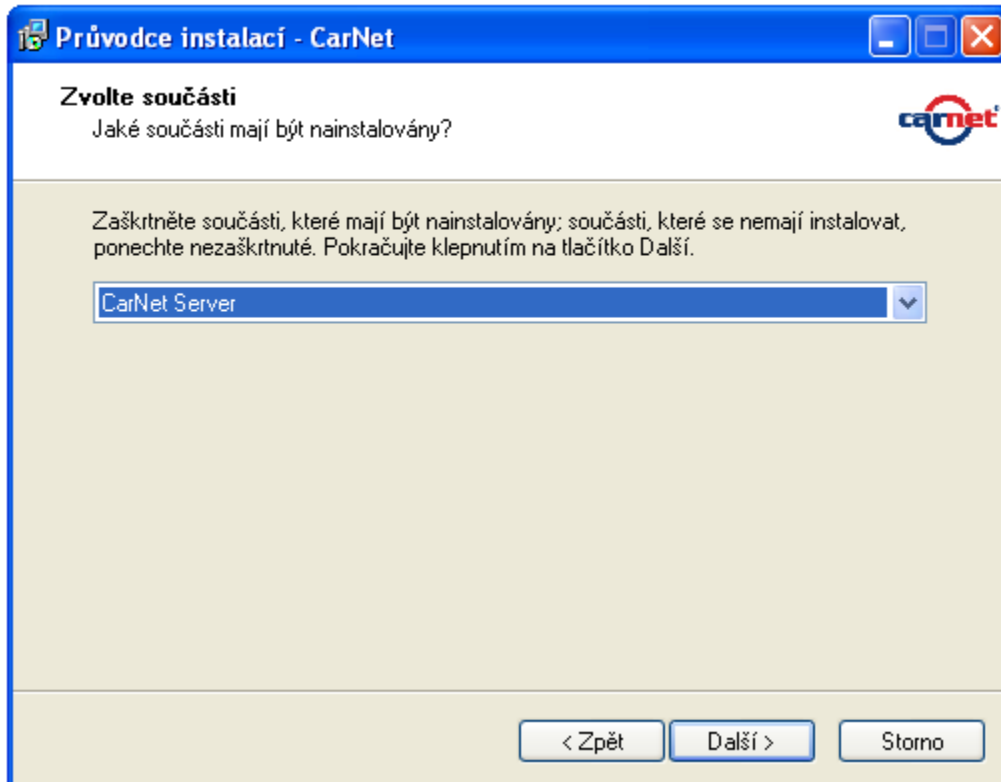 Průvodce instalací - CarNet
Zvolte součásti
Jaké součásti mají být nainstalovány?
carnet
Zaškrtněte součásti, které mají být nainstalovány; součásti, které se nemají instalovat,
ponechte nezaškrtnuté. Pokračujte klepnutím na tlačítko Další.
CarNet Server
< Zpět
Další >
Storno